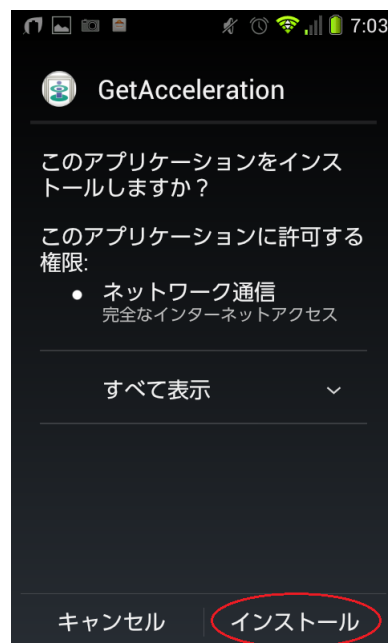 7:03
GetAcceleration
このアプリケーションをインス
トールしますか？
このアプリケーションに許可する
権限:
● ネットワーク通信
完全なインターネットアクセス
すべて表示
キャンセル
インストール